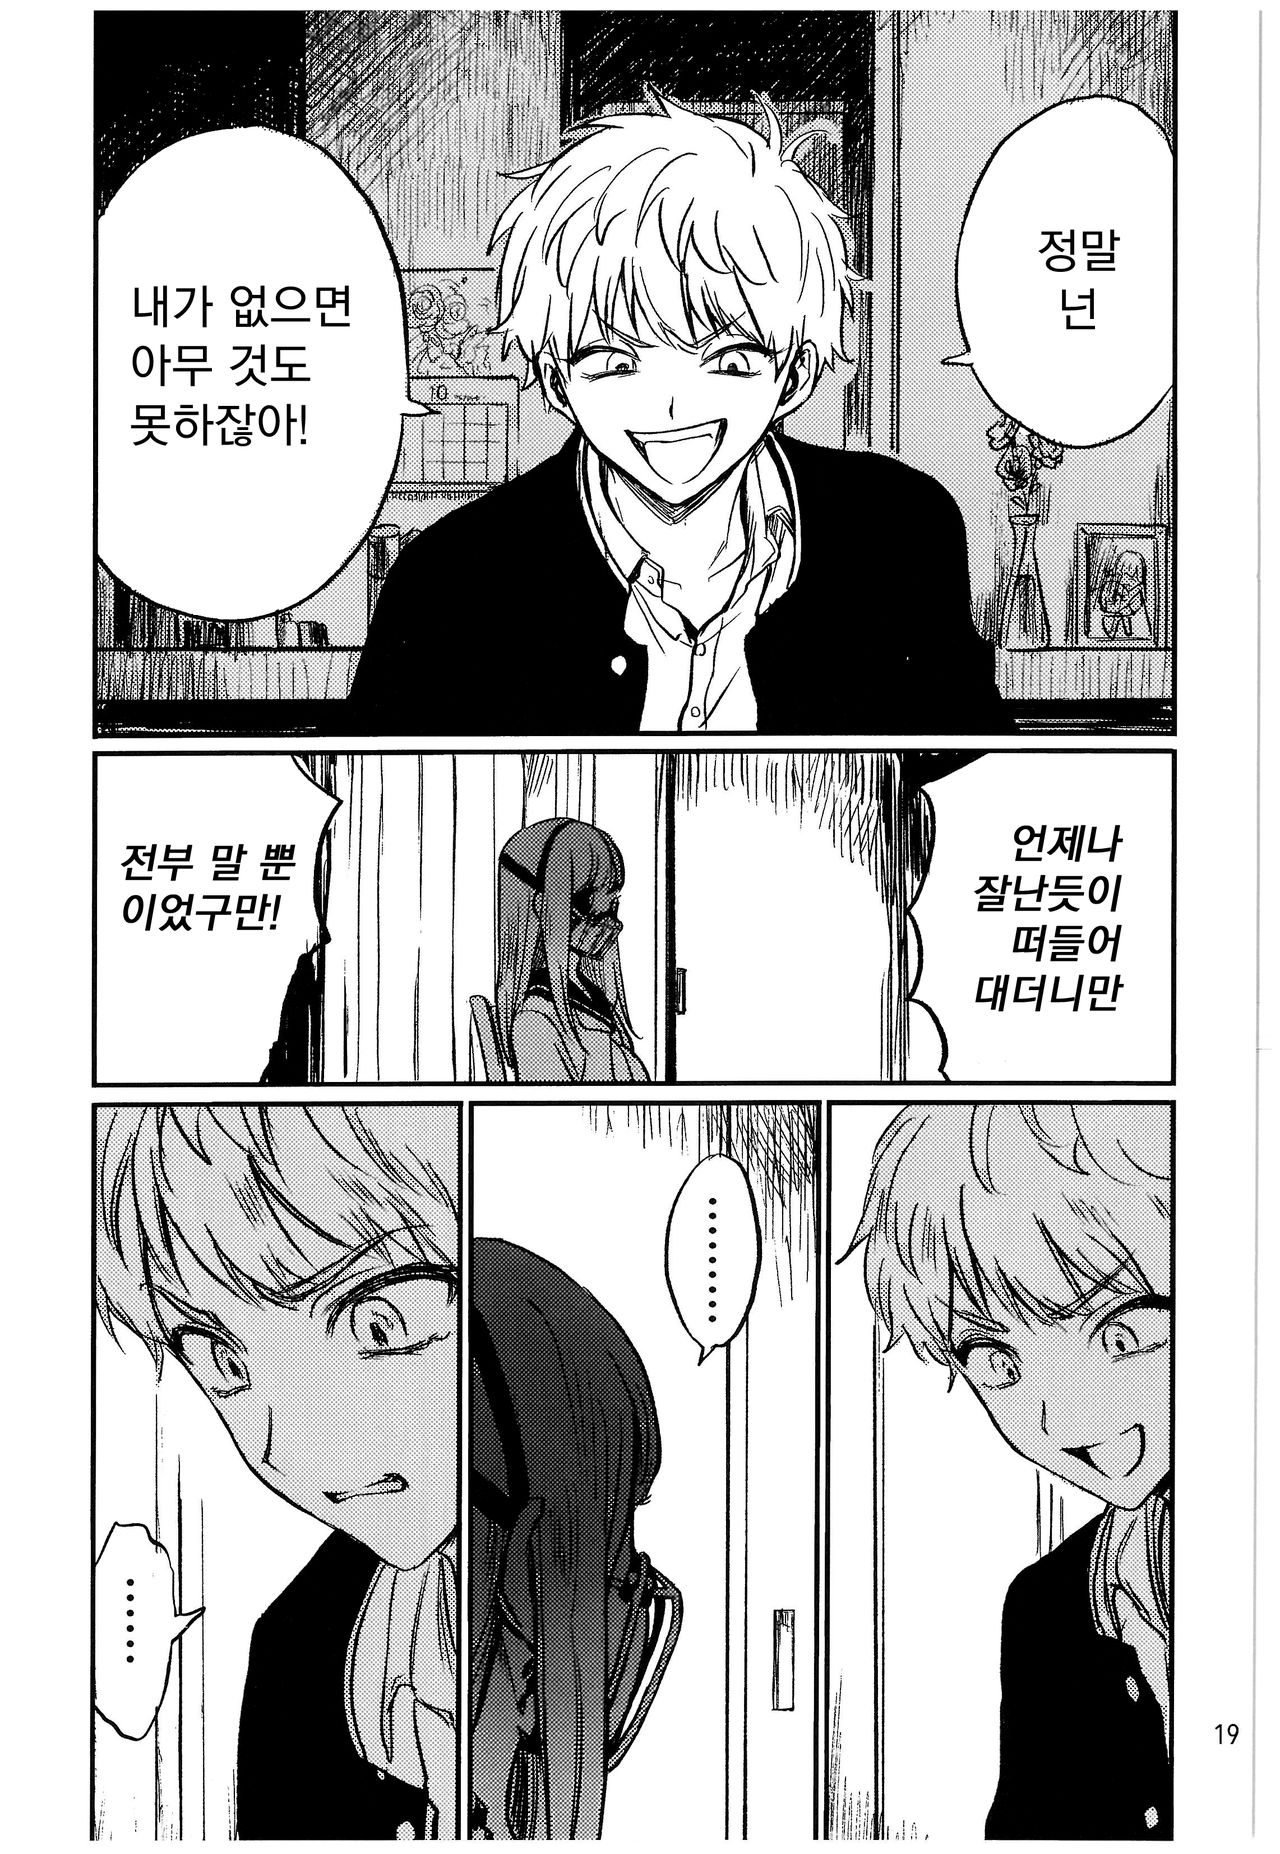 정말
넌
내가 없으면
아무 것도
못하잖아!
언제나
잘난듯이
떠들어
대더니만
전부 말 뿐
이었구만!
………
……
19